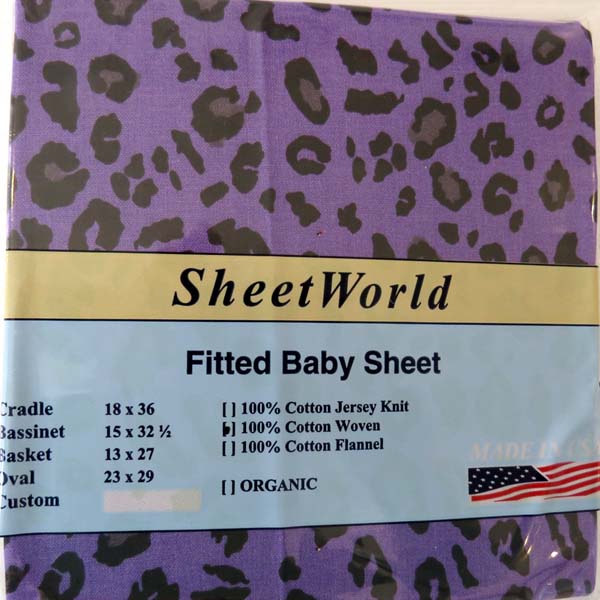 SheetWorld
Fitted Baby Sheet
Cradle 18 x 36 [ ] 100% Cotton Jersey Knit
Bassinet 15 x 32 ½ [ ] 100% Cotton Woven
Basket 13 x 27 [ ] 100% Cotton Flannel
Oval 23 x 29 [ ] ORGANIC
Custom
MADE IN USA